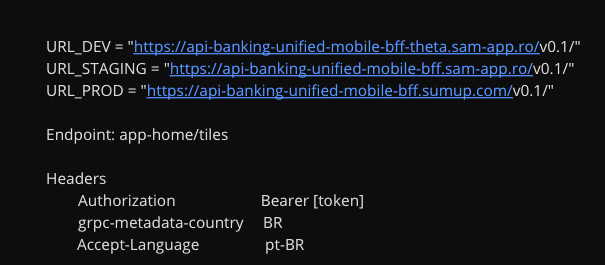 URL_DEV = "https://api-banking-unified-mobile-bff-theta.sam-app.ro/v0.1/"
URL_STAGING = "https://api-banking-unified-mobile-bff.sam-app.ro/v0.1/"
URL_PROD = "https://api-banking-unified-mobile-bff.sumup.com/v0.1/"
Endpoint: app-home/tiles
Headers
Authorization Bearer [token]
grpc-metadata-country BR
Accept-Language pt-BR